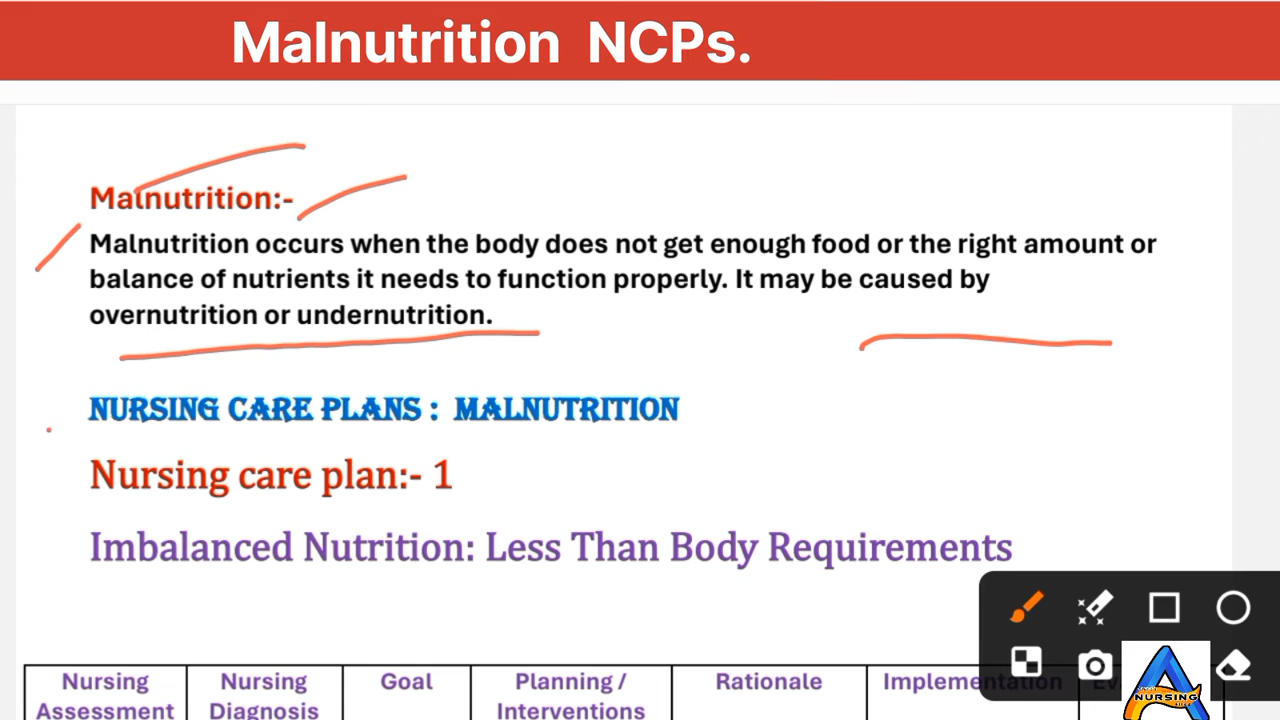 Malnutrition NCPs.
Malnutrition:-
Malnutrition occurs when the body does not get enough food or the right amount or
balance of nutrients it needs to function properly. It may be caused by
overnutrition or undernutrition.
NURSING CARE PLANS : MALNUTRITION
Nursing care plan:- 1
Imbalanced Nutrition: Less Than Body Requirements
Nursing Assessment
Nursing Diagnosis
Goal
Planning / Interventions
Rationale
Implementation
NURSING